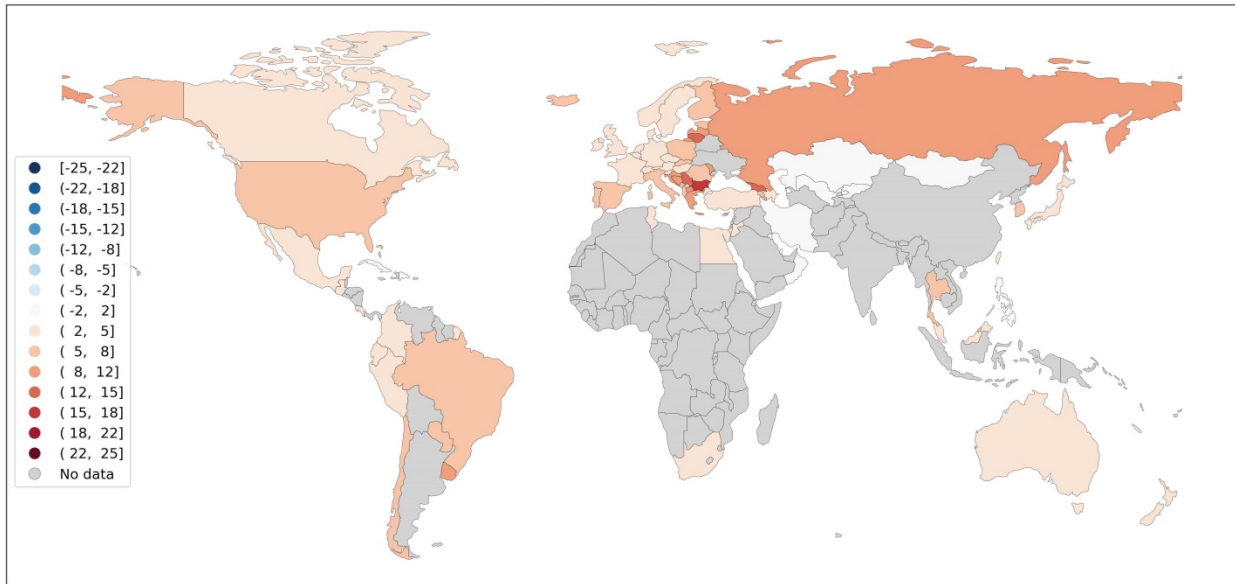 [-25, -22]
(-22, -18]
(-18, -15]
(-15, -12]
(-12, -8]
( -8, -5]
( -5, -2]
( -2, 2]
( 2, 5]
( 5, 8]
( 8, 12]
( 12, 15]
( 15, 18]
( 18, 22]
( 22, 25]
No data